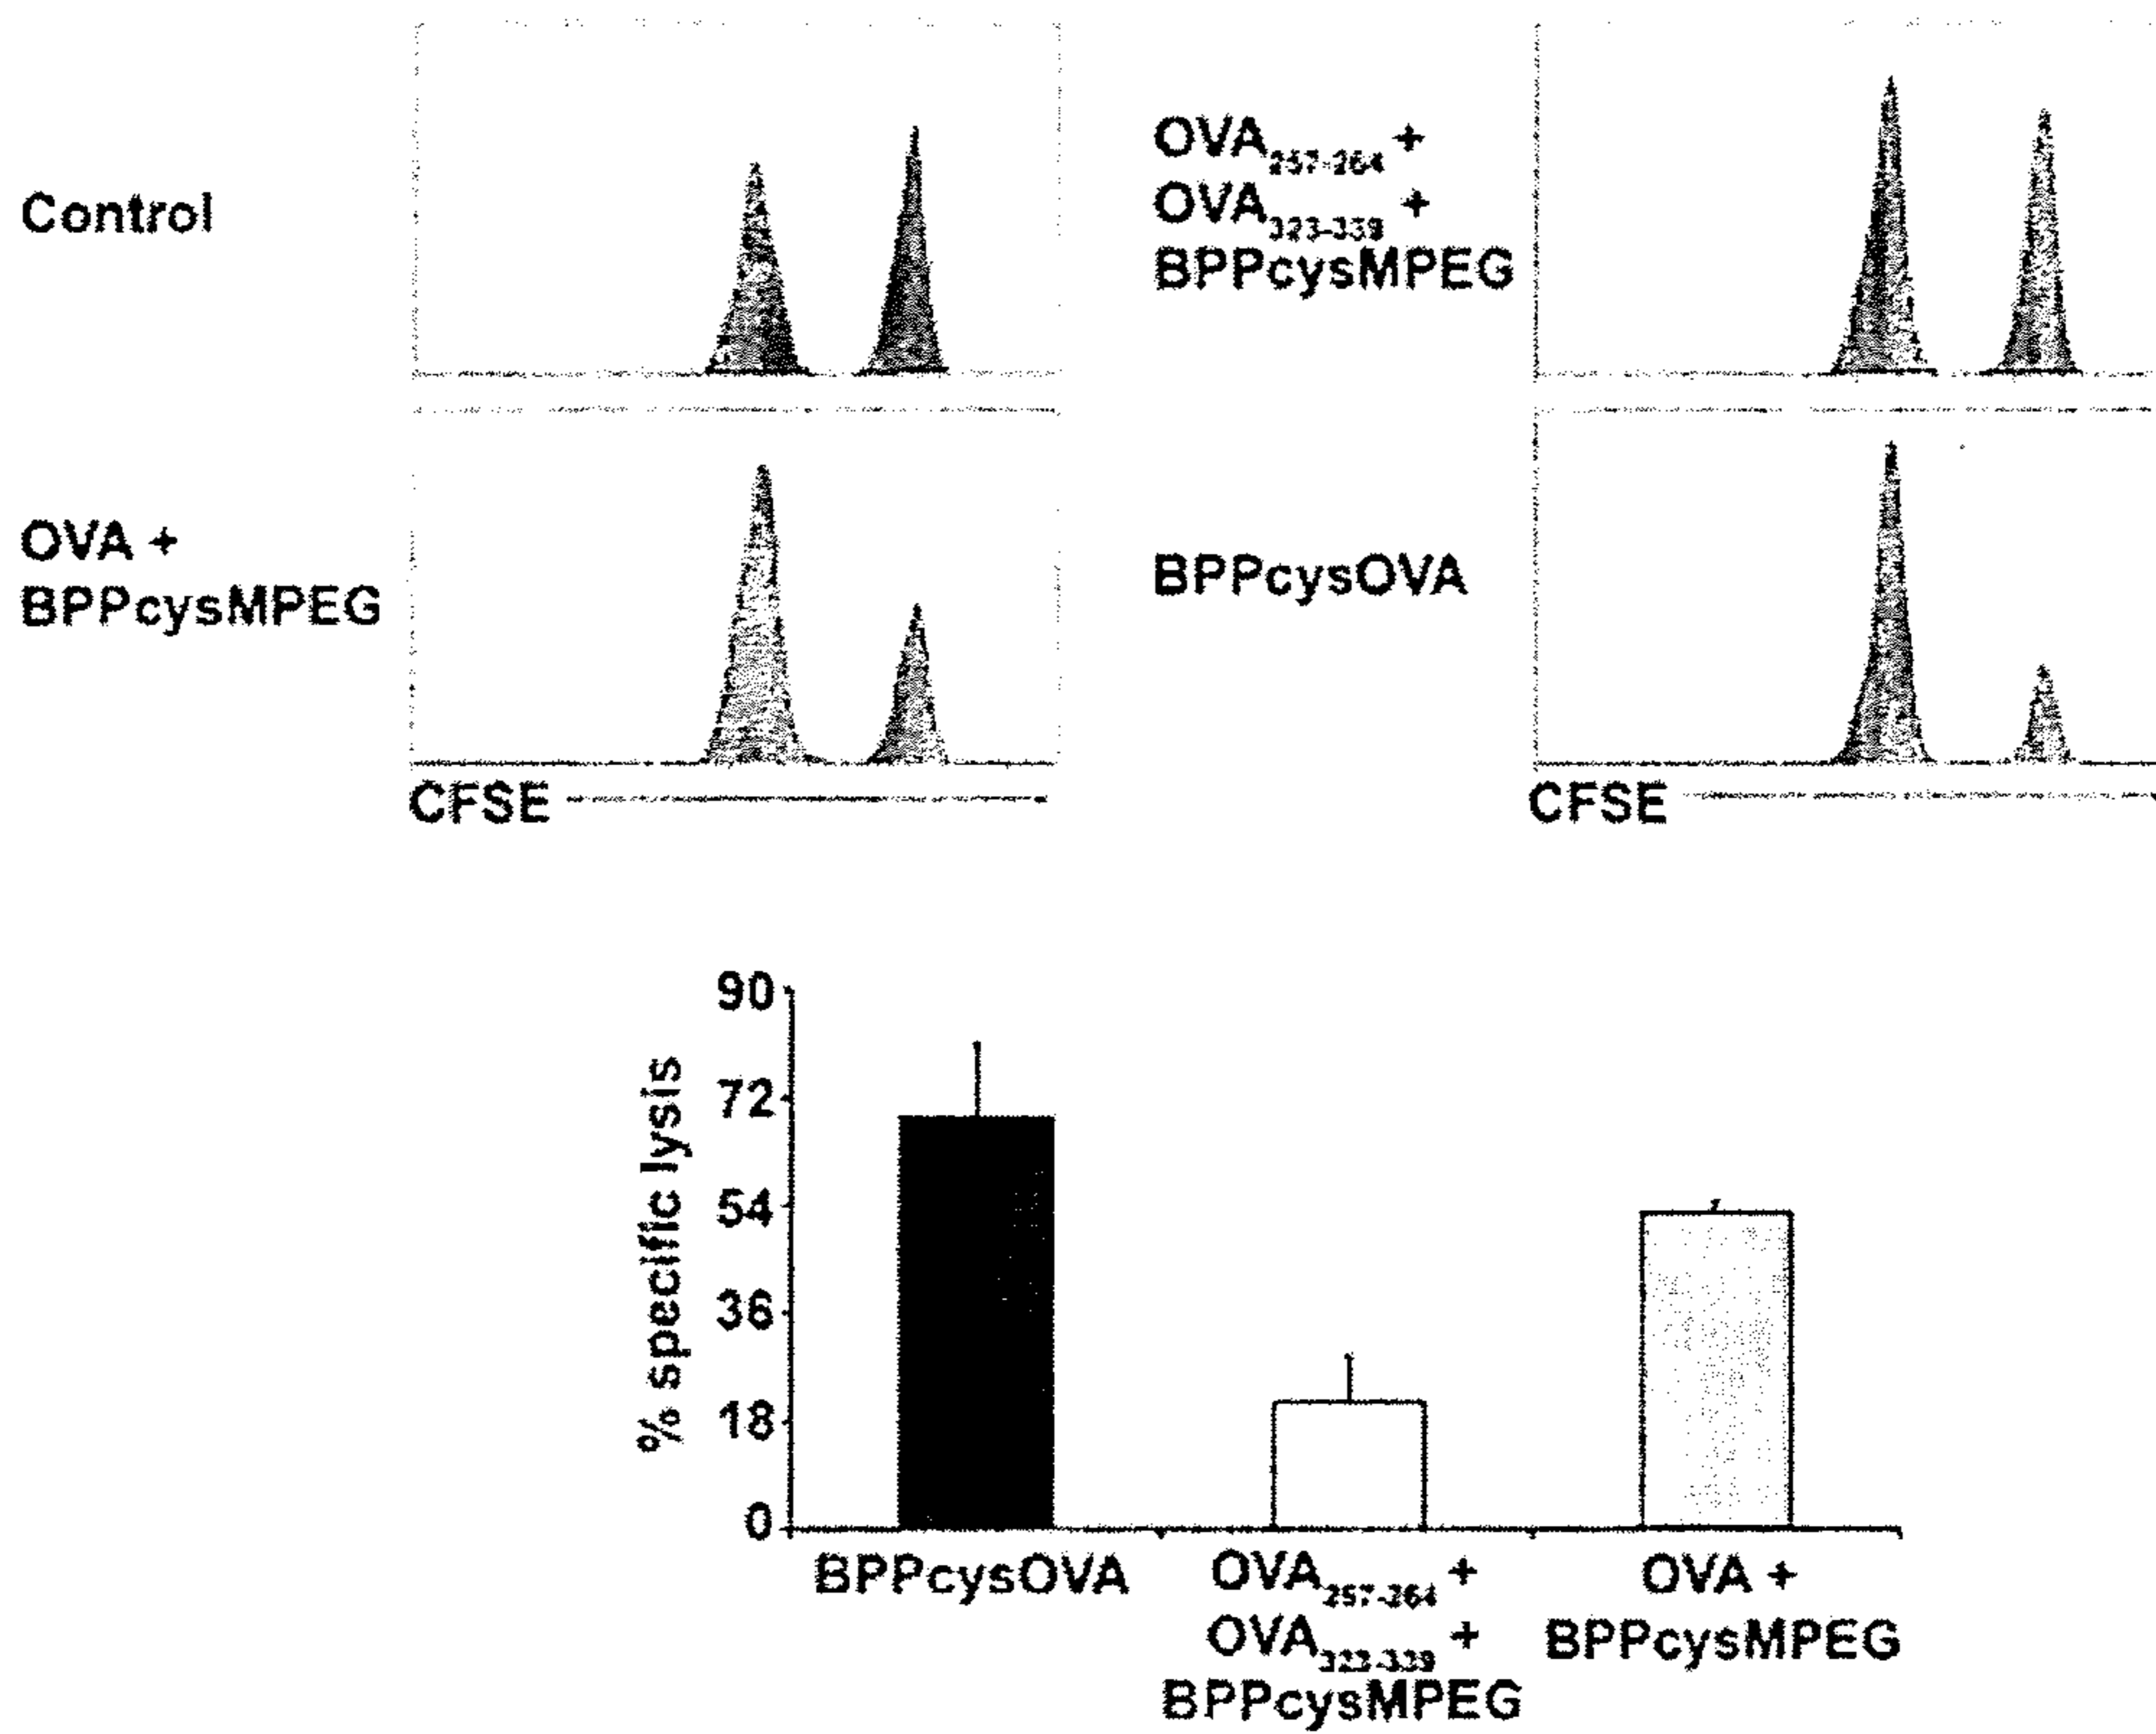 Control
OVA257-264 +
OVA323-339 +
BPPcysMPEG
OVA +
BPPcysMPEG
BPPcysOVA
CFSE
CFSE
90
72
54
36
18
0
% specific lysis
BPPcysOVA
OVA257-264 +
OVA323-339 +
BPPcysMPEG
OVA +
BPPcysMPEG